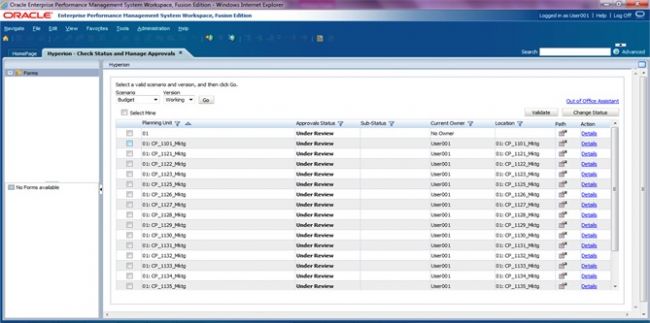 Oracle Enterprise Performance Management System Workspace, Fusion Edition - Windows Internet Explorer
ORACLE Enterprise Performance Management System Workspace, Fusion Edition Logged in as User001 | Help | Log Off
Navigate File Edit View Favorites Tools Administration Help
HomePage Hyperion - Check Status and Manage Approvals Search Advanced
Forms Hyperion
Select a valid scenario and version, and then click Go.
Scenario Version
Budget Working Go Out of Office Assistant
Select Mine Validate Change Status
Planning Unit Approvals Status Sub-Status Current Owner Location Path Action
01 Under Review No Owner Details
01: CP_1101_Mktg Under Review User001 01: CP_1101_Mktg Details
01: CP_1121_Mktg Under Review User001 01: CP_1121_Mktg Details
01: CP_1122_Mktg Under Review User001 01: CP_1122_Mktg Details
01: CP_1123_Mktg Under Review User001 01: CP_1123_Mktg Details
01: CP_1125_Mktg Under Review User001 01: CP_1125_Mktg Details
No Forms available
01: CP_1126_Mktg Under Review User001 01: CP_1126_Mktg Details
01: CP_1127_Mktg Under Review User001 01: CP_1127_Mktg Details
01: CP_1128_Mktg Under Review User001 01: CP_1128_Mktg Details
01: CP_1129_Mktg Under Review User001 01: CP_1129_Mktg Details
01: CP_1130_Mktg Under Review User001 01: CP_1130_Mktg Details
01: CP_1131_Mktg Under Review User001 01: CP_1131_Mktg Details
01: CP_1132_Mktg Under Review User001 01: CP_1132_Mktg Details
01: CP_1133_Mktg Under Review User001 01: CP_1133_Mktg Details
01: CP_1134_Mktg Under Review User001 01: CP_1134_Mktg Details
01: CP_1135_Mktg Under Review User001 01: CP_1135_Mktg Details